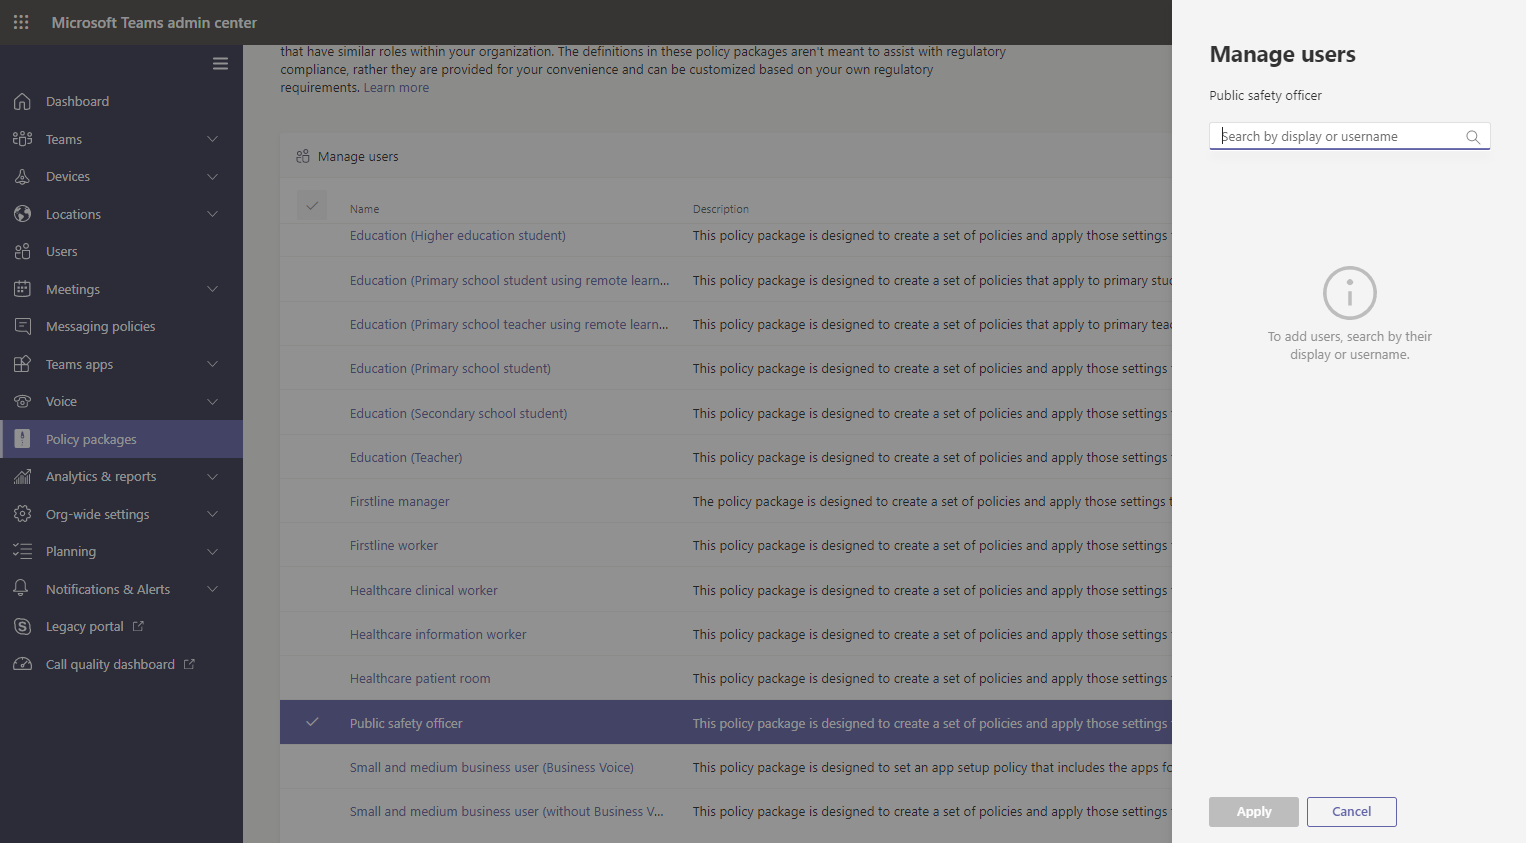 Microsoft Teams admin center
Dashboard
Teams
Devices
Locations
Users
Meetings
Messaging policies
Teams apps
Voice
Policy packages
Analytics & reports
Org-wide settings
Planning
Notifications & Alerts
Legacy portal
Call quality dashboard
that have similar roles within your organization. The definitions in these policy packages aren't meant to assist with regulatory
compliance, rather they are provided for your convenience and can be customized based on your own regulatory
requirements. Learn more
Manage users
Name Description
Education (Higher education student) This policy package is designed to create a set of policies and apply those settings
Education (Primary school student using remote learn... This policy package is designed to create a set of policies that apply to primary stu
Education (Primary school teacher using remote learn... This policy package is designed to create a set of policies that apply to primary teac
Education (Primary school student) This policy package is designed to create a set of policies and apply those settings
Education (Secondary school student) This policy package is designed to create a set of policies and apply those settings
Education (Teacher) This policy package is designed to create a set of policies and apply those settings
Firstline manager The policy package is designed to create a set of policies and apply those settings t
Firstline worker This policy package is designed to create a set of policies and apply those settings
Healthcare clinical worker This policy package is designed to create a set of policies and apply those settings
Healthcare information worker This policy package is designed to create a set of policies and apply those settings
Healthcare patient room This policy package is designed to create a set of policies and apply those settings
Public safety officer This policy package is designed to create a set of policies and apply those settings
Small and medium business user (Business Voice) This policy package is designed to set an app setup policy that includes the apps fo
Small and medium business user (without Business V... This policy package is designed to create a set of policies and apply those settings
Manage users
Public safety officer
Search by display or username
To add users, search by their
display or username.
Apply Cancel